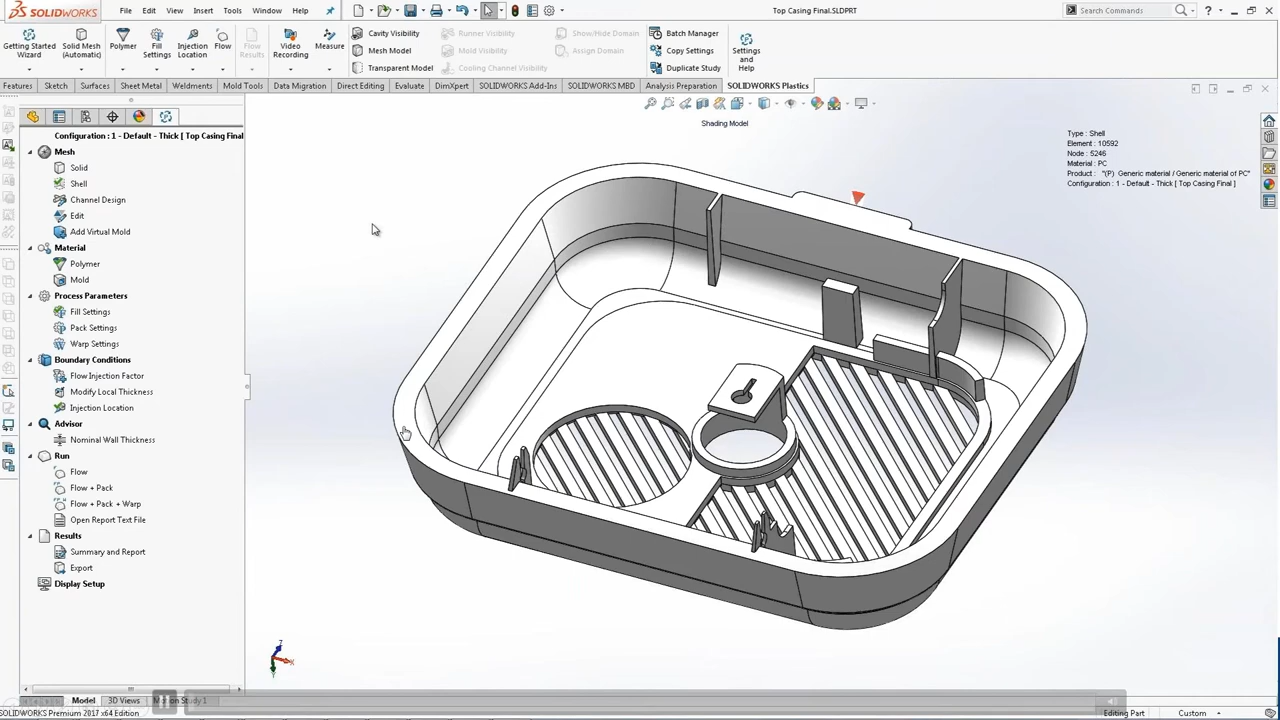 SOLIDWORKS File Edit View Insert Tools Window Help Top Casing Final.SLDPRT Search Commands
Getting Started Wizard
Solid Mesh (Automatic)
Polymer
Fill Settings
Injection Location
Flow
Flow Results
Video Recording
Measure
Cavity Visibility
Mesh Model
Transparent Model
Runner Visibility
Mold Visibility
Cooling Channel Visibility
Show/Hide Domain
Assign Domain
Batch Manager
Copy Settings
Duplicate Study
Settings and Help
Features Sketch Surfaces Sheet Metal Weldments Mold Tools Data Migration Direct Editing Evaluate DimXpert SOLIDWORKS Add-Ins SOLIDWORKS MBD Analysis Preparation SOLIDWORKS Plastics
Shading Model
Type : Shell
Element : 10592
Node : 5246
Material : PC
Product : "(P) Generic material / Generic material of PC"
Configuration : 1 - Default - Thick [ Top Casing Final ]
Configuration : 1 - Default - Thick [ Top Casing Final
Mesh
Solid
Shell
Channel Design
Edit
Add Virtual Mold
Material
Polymer
Mold
Process Parameters
Fill Settings
Pack Settings
Warp Settings
Boundary Conditions
Flow Injection Factor
Modify Local Thickness
Injection Location
Advisor
Nominal Wall Thickness
Run
Flow
Flow + Pack
Flow + Pack + Warp
Open Report Text File
Results
Summary and Report
Export
Display Setup
Z
X
Y
Model 3D Views Motion Study 1
SOLIDWORKS Premium 2017 x64 Edition Editing Part Custom